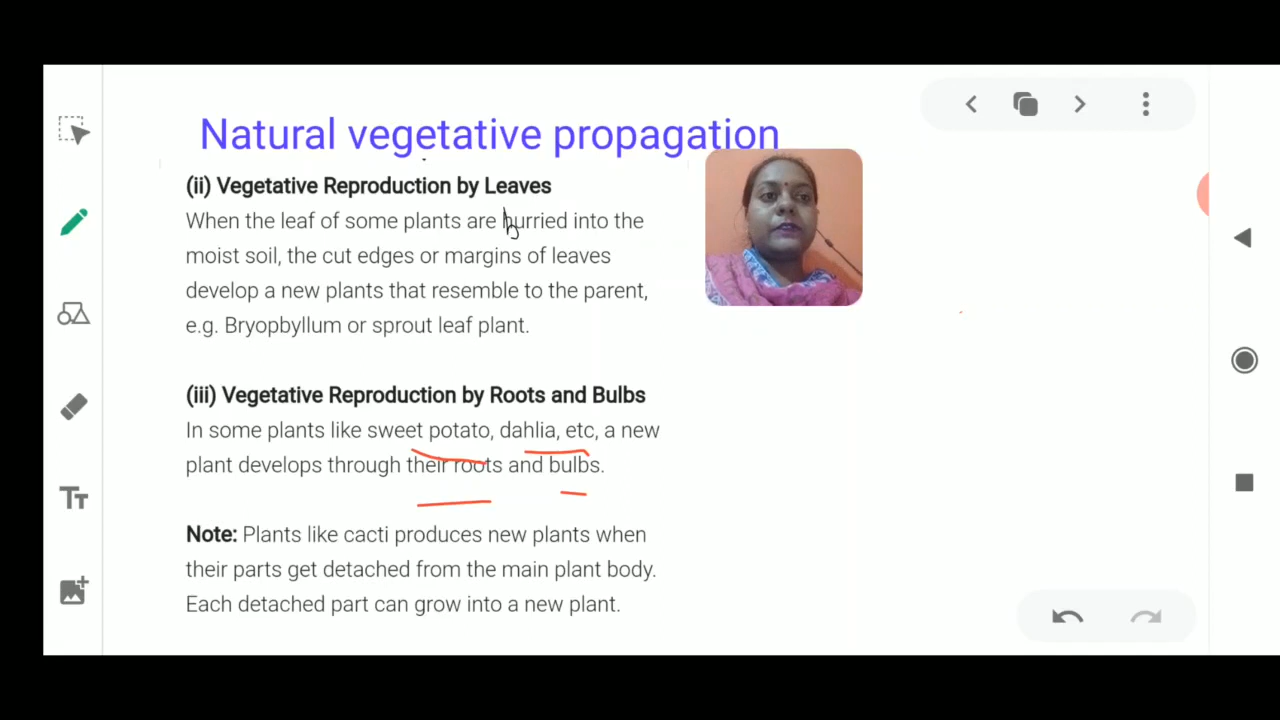 Natural vegetative propagation
(ii) Vegetative Reproduction by Leaves
When the leaf of some plants are hurried into the
moist soil, the cut edges or margins of leaves
develop a new plants that resemble to the parent,
e.g. Bryopbyllum or sprout leaf plant.
(iii) Vegetative Reproduction by Roots and Bulbs
In some plants like sweet potato, dahlia, etc, a new
plant develops through their roots and bulbs.
Note: Plants like cacti produces new plants when
their parts get detached from the main plant body.
Each detached part can grow into a new plant.